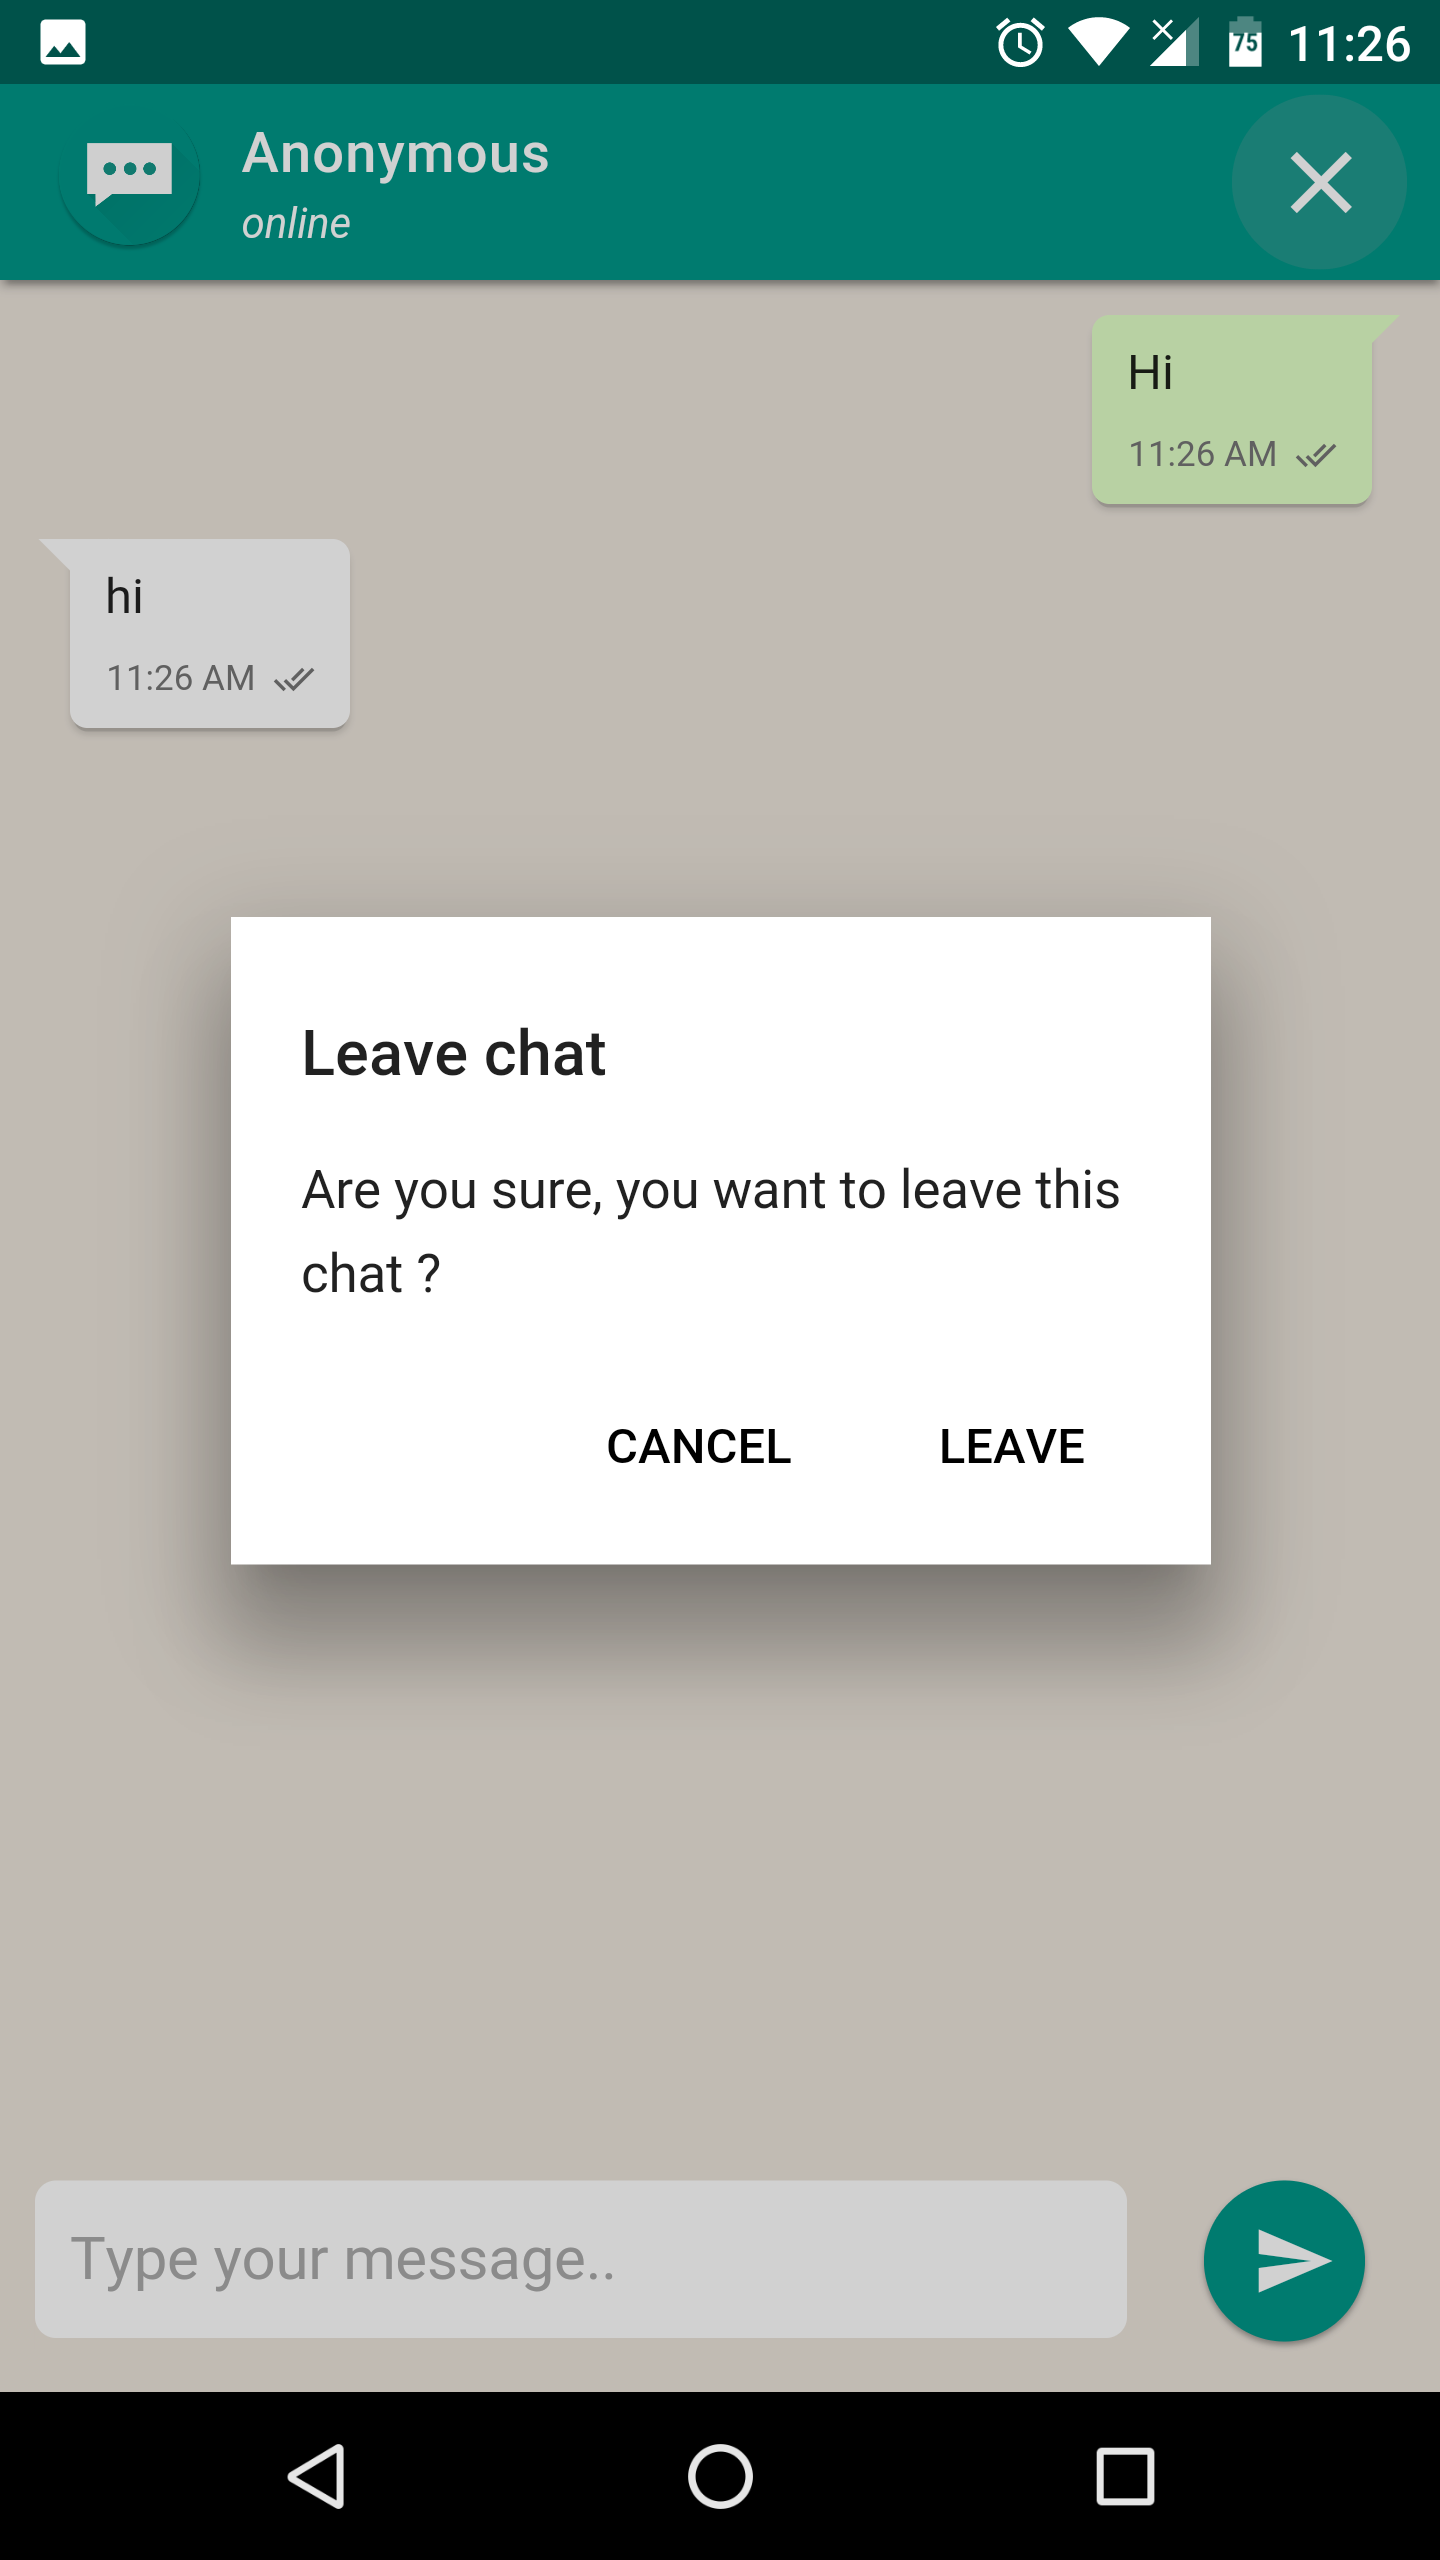 75 11:26
Anonymous
online
Hi
11:26 AM
hi
11:26 AM
Leave chat
Are you sure, you want to leave this
chat ?
CANCEL LEAVE
Type your message..